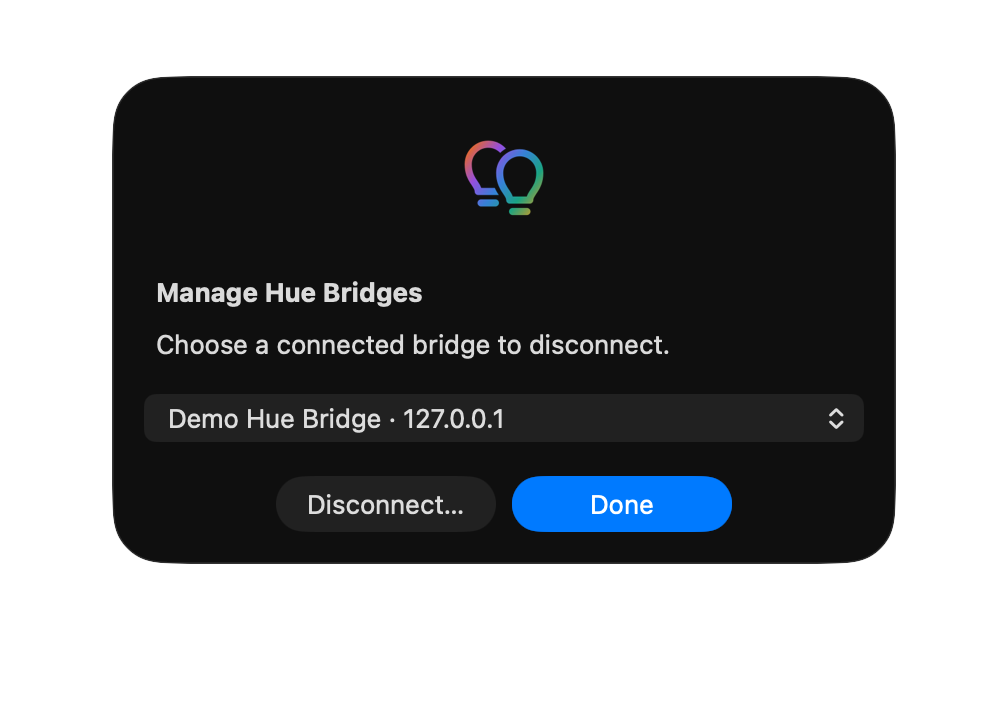 Manage Hue Bridges
Choose a connected bridge to disconnect.
Demo Hue Bridge · 127.0.0.1
Disconnect...
Done